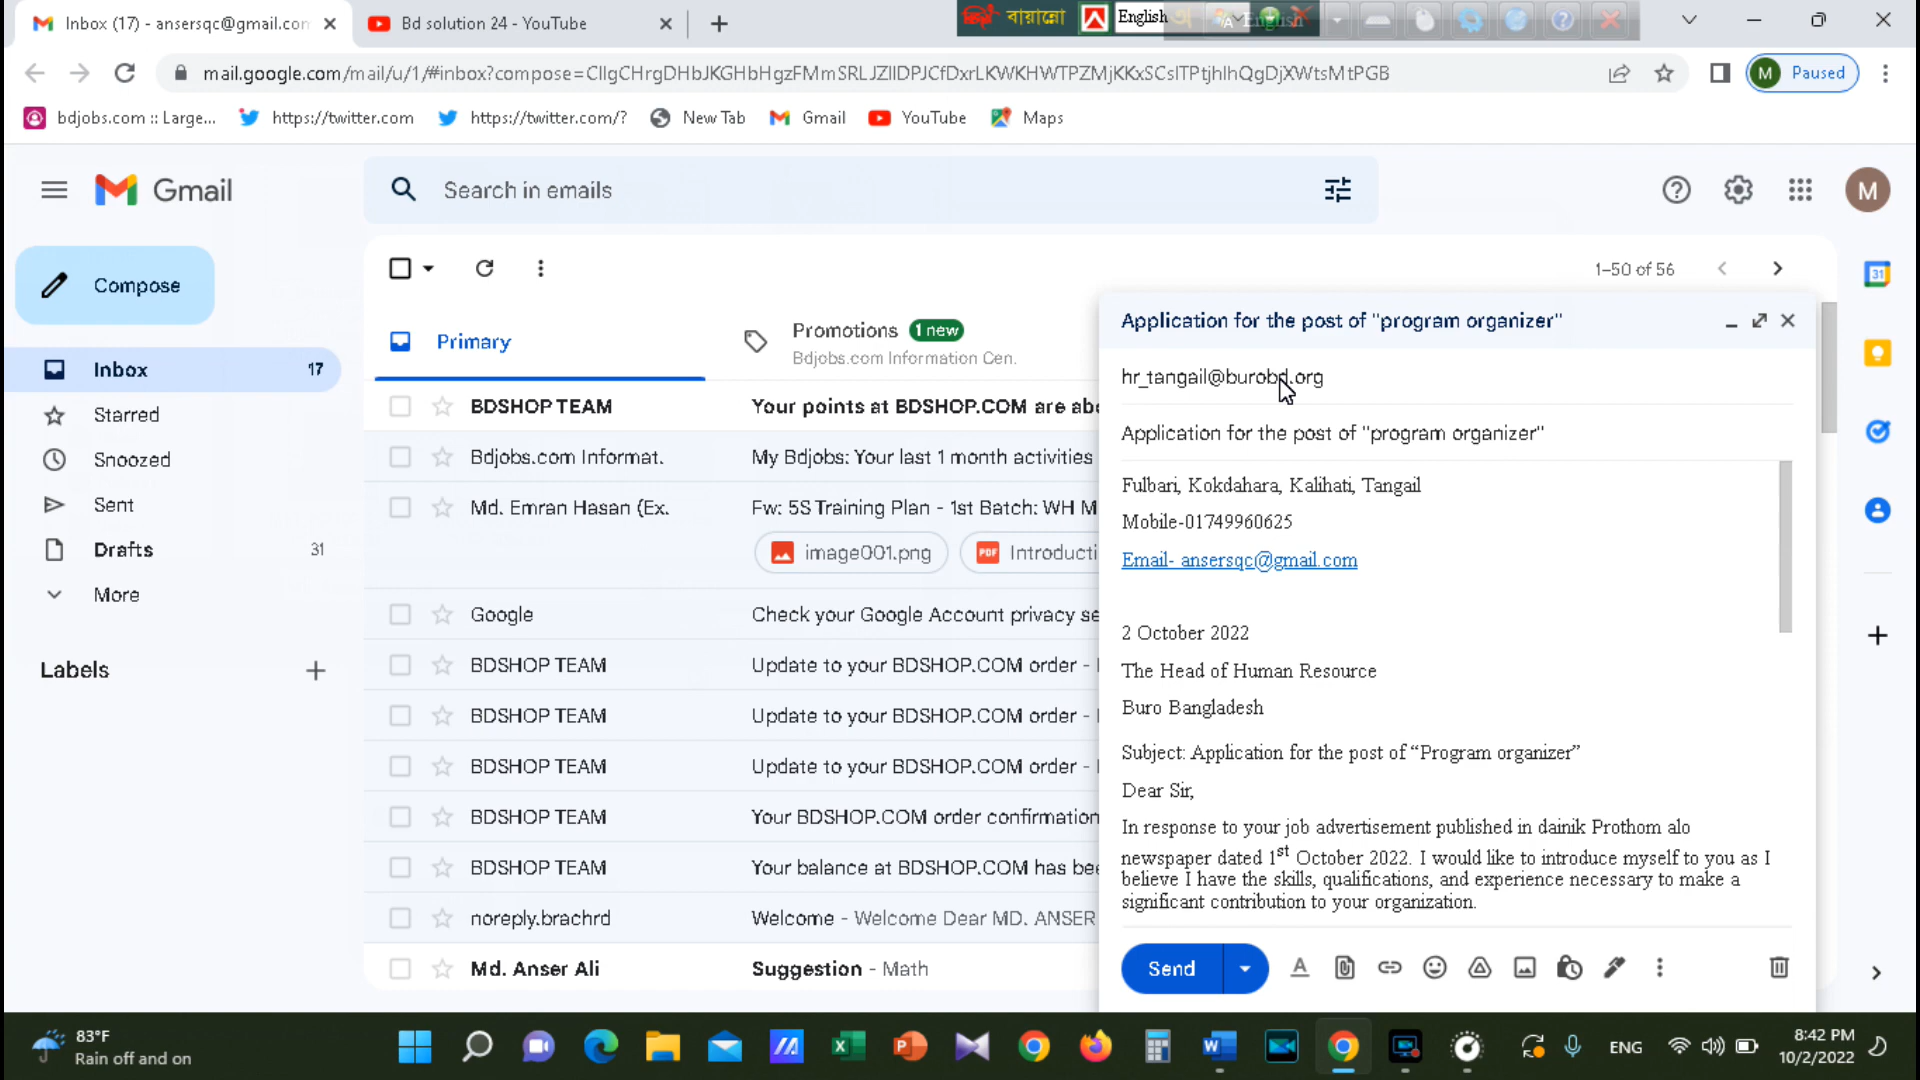 Inbox (17) - ansersqc@gmail.con
Bd solution 24 - YouTube
বায়ান্নো
English
mail.google.com/mail/u/1/#inbox?compose=CllgCHrgDHbJKGHbHgzFMmSRLJZllDPJCfDxrLKWKHWTPZMjKKxSCslTPtjhlhQgDjXWtsMtPGB
M
Paused
bdjobs.com :: Large...
https://twitter.com
https://twitter.com/?
New Tab
Gmail
YouTube
Maps
Gmail
Search in emails
M
Compose
1–50 of 56
31
Inbox 17
Starred
Snoozed
Sent
Drafts 31
More
Labels
Primary
Promotions 1 new
Bdjobs.com Information Cen.
BDSHOP TEAM Your points at BDSHOP.COM are abo
Bdjobs.com Informat. My Bdjobs: Your last 1 month activities
Md. Emran Hasan (Ex. Fw: 5S Training Plan - 1st Batch: WH M
image001.png
PDF Introducti
Google Check your Google Account privacy se
BDSHOP TEAM Update to your BDSHOP.COM order -
BDSHOP TEAM Update to your BDSHOP.COM order -
BDSHOP TEAM Update to your BDSHOP.COM order -
BDSHOP TEAM Your BDSHOP.COM order confirmation
BDSHOP TEAM Your balance at BDSHOP.COM has bee
noreply.brachrd Welcome - Welcome Dear MD. ANSER
Md. Anser Ali Suggestion - Math
Application for the post of "program organizer"
hr_tangail@burobd.org
Application for the post of "program organizer"
Fulbari, Kokdahara, Kalihati, Tangail
Mobile-01749960625
Email- ansersqc@gmail.com
2 October 2022
The Head of Human Resource
Buro Bangladesh
Subject: Application for the post of “Program organizer”
Dear Sir,
In response to your job advertisement published in dainik Prothom alo
newspaper dated 1st October 2022. I would like to introduce myself to you as I
believe I have the skills, qualifications, and experience necessary to make a
significant contribution to your organization.
Send
83°F
Rain off and on
ENG
8:42 PM
10/2/2022